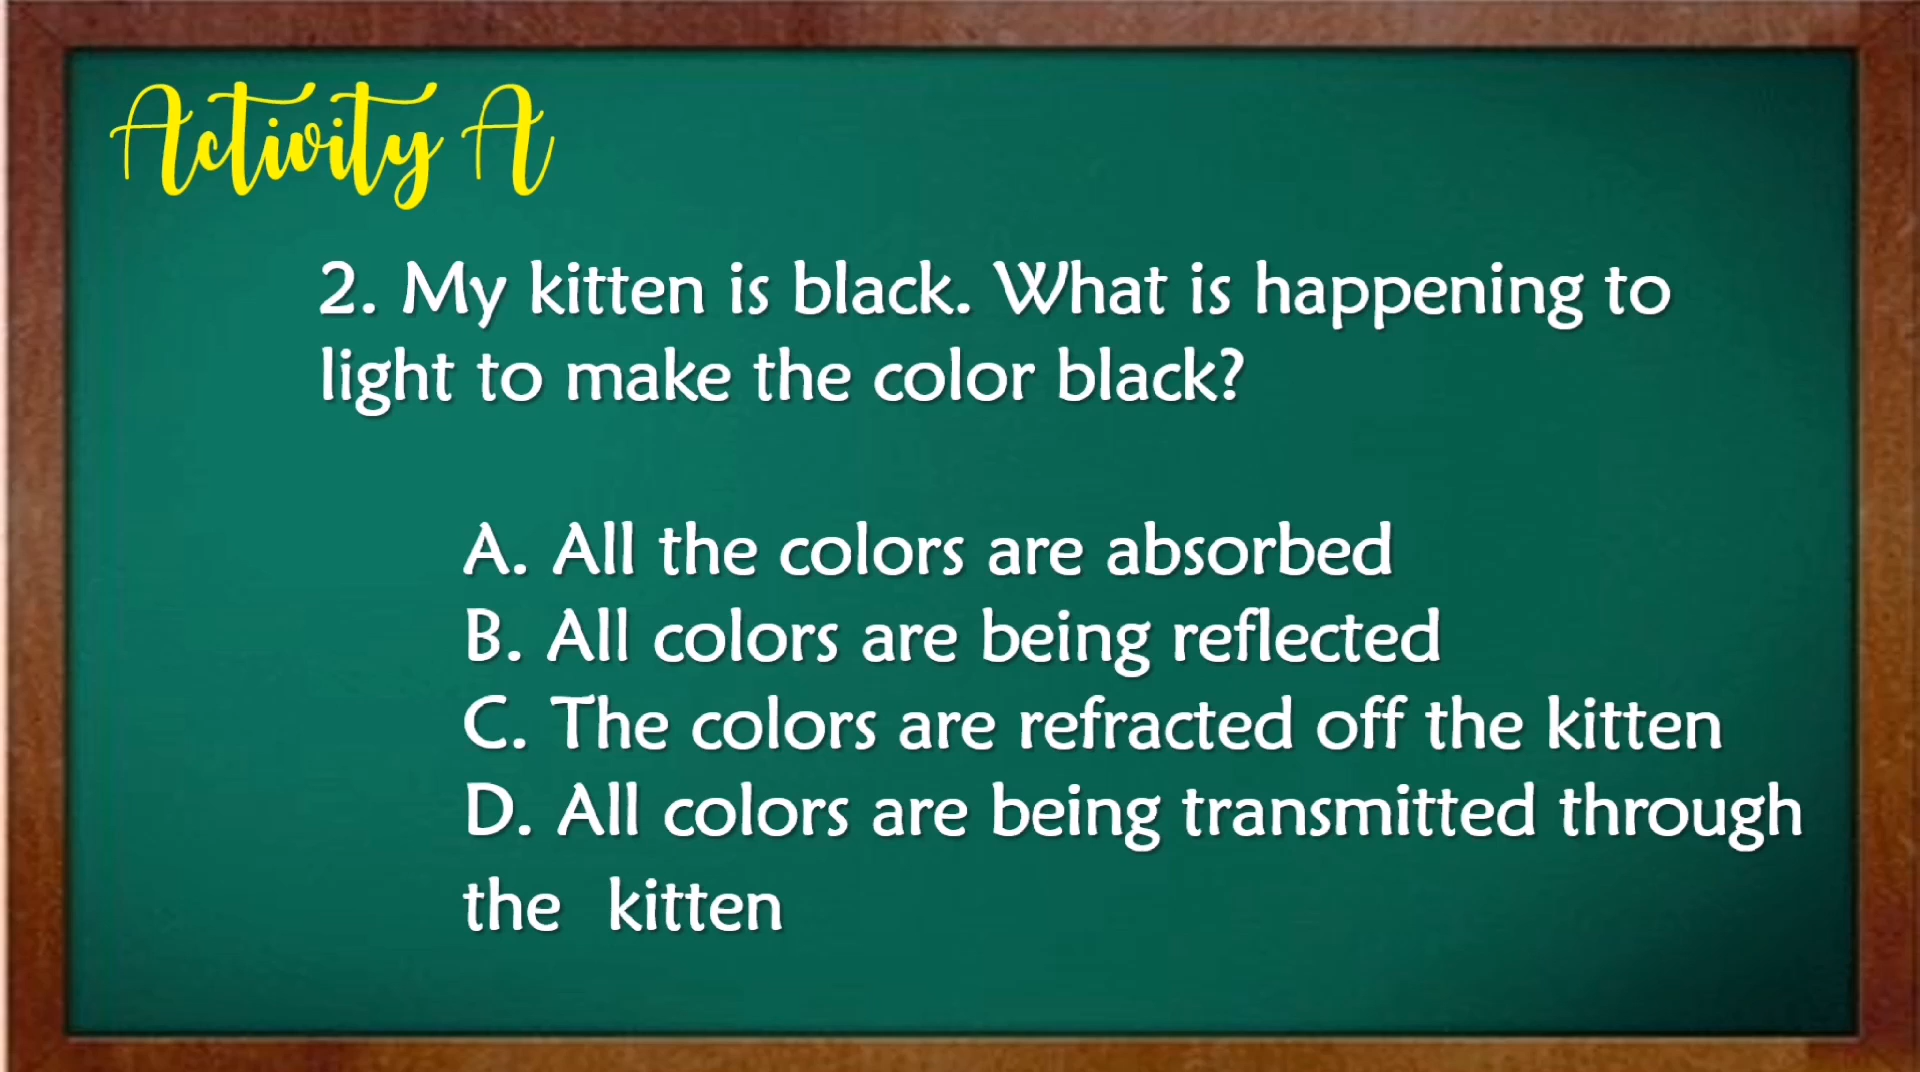 Activity A
2. My kitten is black. What is happening to
light to make the color black?
A. All the colors are absorbed
B. All colors are being reflected
C. The colors are refracted off the kitten
D. All colors are being transmitted through
the kitten